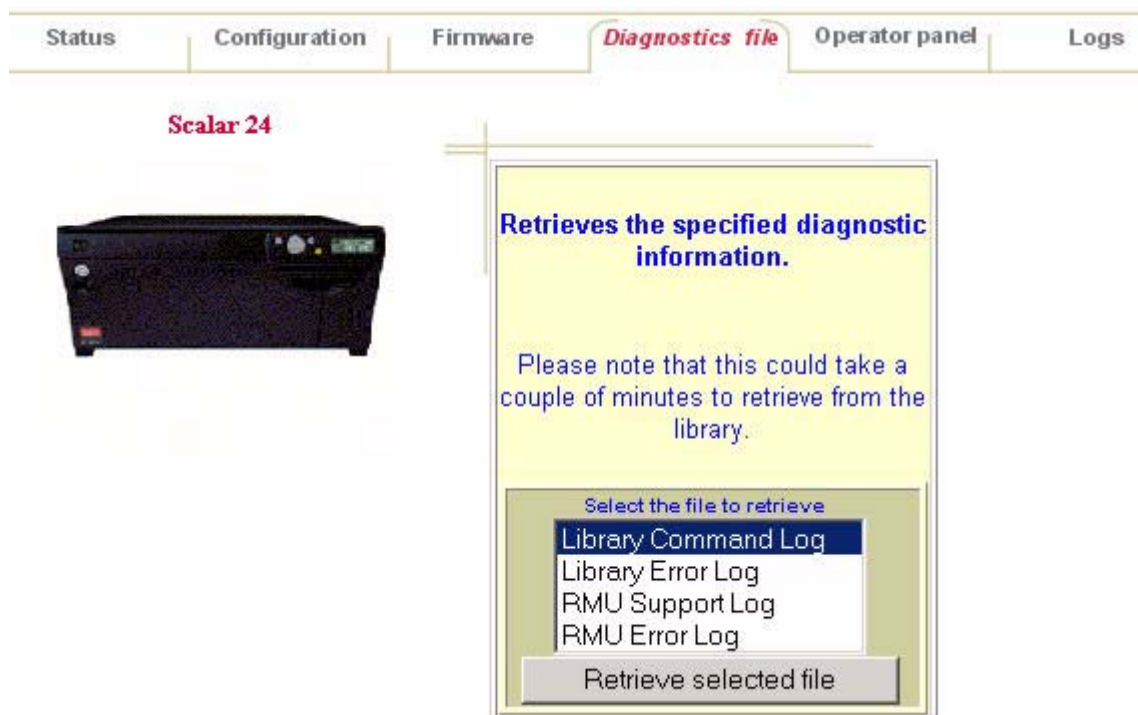 Status Configuration Firmware Diagnostics file Operator panel Logs
Scalar 24
Retrieves the specified diagnostic
information.
Please note that this could take a
couple of minutes to retrieve from the
library.
Select the file to retrieve
Library Command Log
Library Error Log
RMU Support Log
RMU Error Log
Retrieve selected file